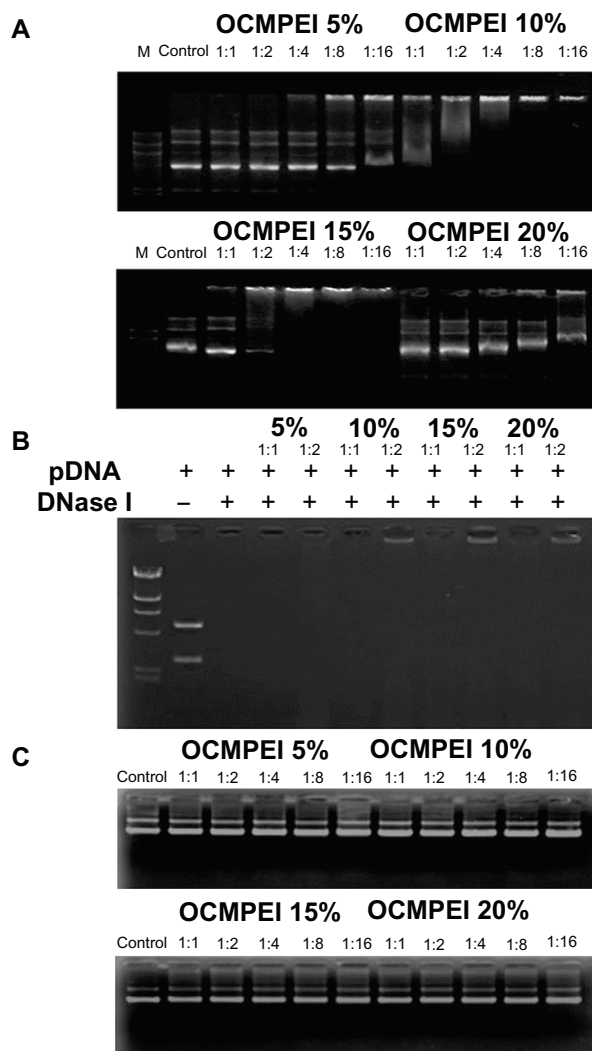 A
OCMPEI 5% OCMPEI 10%
M Control 1:1 1:2 1:4 1:8 1:16 1:1 1:2 1:4 1:8 1:16
OCMPEI 15% OCMPEI 20%
M Control 1:1 1:2 1:4 1:8 1:16 1:1 1:2 1:4 1:8 1:16
B
5% 10% 15% 20%
1:1 1:2 1:1 1:2 1:1 1:2 1:1 1:2
pDNA + + + + + + + + + +
DNase I – + + + + + + + + +
C
OCMPEI 5% OCMPEI 10%
Control 1:1 1:2 1:4 1:8 1:16 1:1 1:2 1:4 1:8 1:16
OCMPEI 15% OCMPEI 20%
Control 1:1 1:2 1:4 1:8 1:16 1:1 1:2 1:4 1:8 1:16